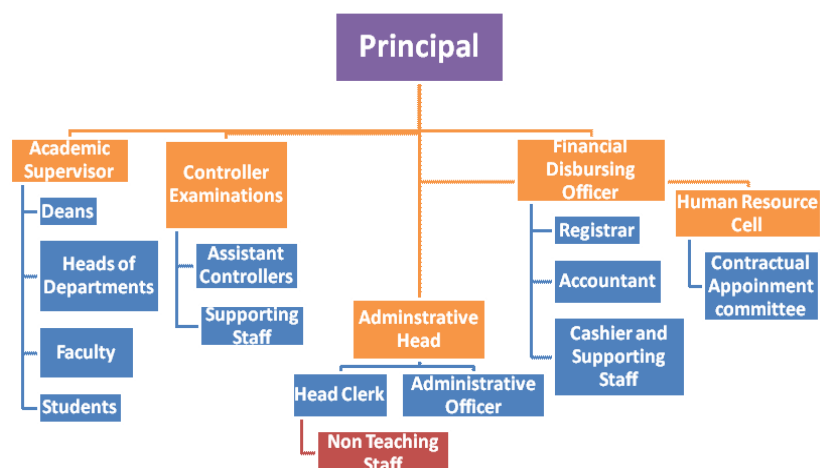 Principal
Academic
Supervisor
Deans
Heads of
Departments
Faculty
Students
Controller
Examinations
Assistant
Controllers
Supporting
Staff
Adminstrative
Head
Head Clerk
Non Teaching
Staff
Administrative
Officer
Financial
Disbursing
Officer
Registrar
Accountant
Cashier and
Supporting
Staff
Human Resource
Cell
Contractual
Appoinment
committee